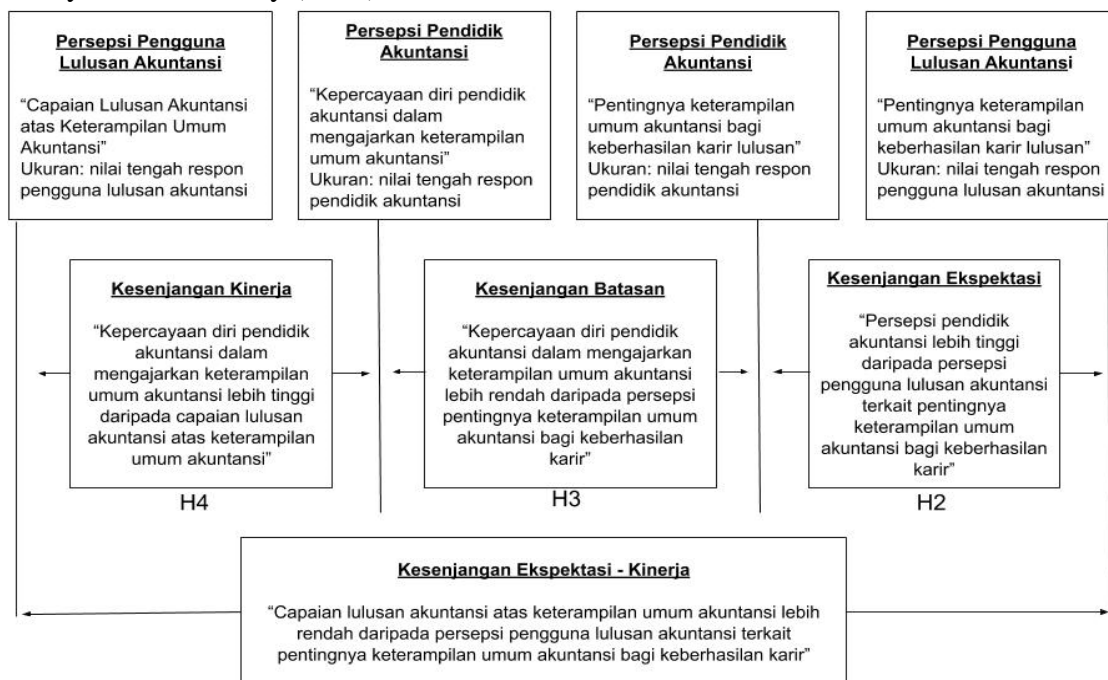 Persepsi Pengguna
Lulusan Akuntansi
“Capaian Lulusan Akuntansi
atas Keterampilan Umum
Akuntansi”
Ukuran: nilai tengah respon
pengguna lulusan akuntansi
Persepsi Pendidik
Akuntansi
“Kepercayaan diri pendidik
akuntansi dalam
mengajarkan keterampilan
umum akuntansi”
Ukuran: nilai tengah respon
pendidik akuntansi
Persepsi Pendidik
Akuntansi
“Pentingnya keterampilan
umum akuntansi bagi
keberhasilan karir lulusan”
Ukuran: nilai tengah respon
pendidik akuntansi
Persepsi Pengguna
Lulusan Akuntansi
“Pentingnya keterampilan
umum akuntansi bagi
keberhasilan karir lulusan”
Ukuran: nilai tengah respon
pengguna lulusan akuntansi
Kesenjangan Kinerja
“Kepercayaan diri pendidik
akuntansi dalam
mengajarkan keterampilan
umum akuntansi lebih tinggi
daripada capaian lulusan
akuntansi atas keterampilan
umum akuntansi”
H4
Kesenjangan Batasan
“Kepercayaan diri pendidik
akuntansi dalam mengajarkan
keterampilan umum akuntansi
lebih rendah daripada persepsi
pentingnya keterampilan umum
akuntansi bagi keberhasilan
karir”
H3
Kesenjangan Ekspektasi
“Persepsi pendidik
akuntansi lebih tinggi
daripada persepsi
pengguna lulusan akuntansi
terkait pentingnya
keterampilan umum
akuntansi bagi keberhasilan
karir”
H2
Kesenjangan Ekspektasi - Kinerja
“Capaian lulusan akuntansi atas keterampilan umum akuntansi lebih
rendah daripada persepsi pengguna lulusan akuntansi terkait
pentingnya keterampilan umum akuntansi bagi keberhasilan karir”